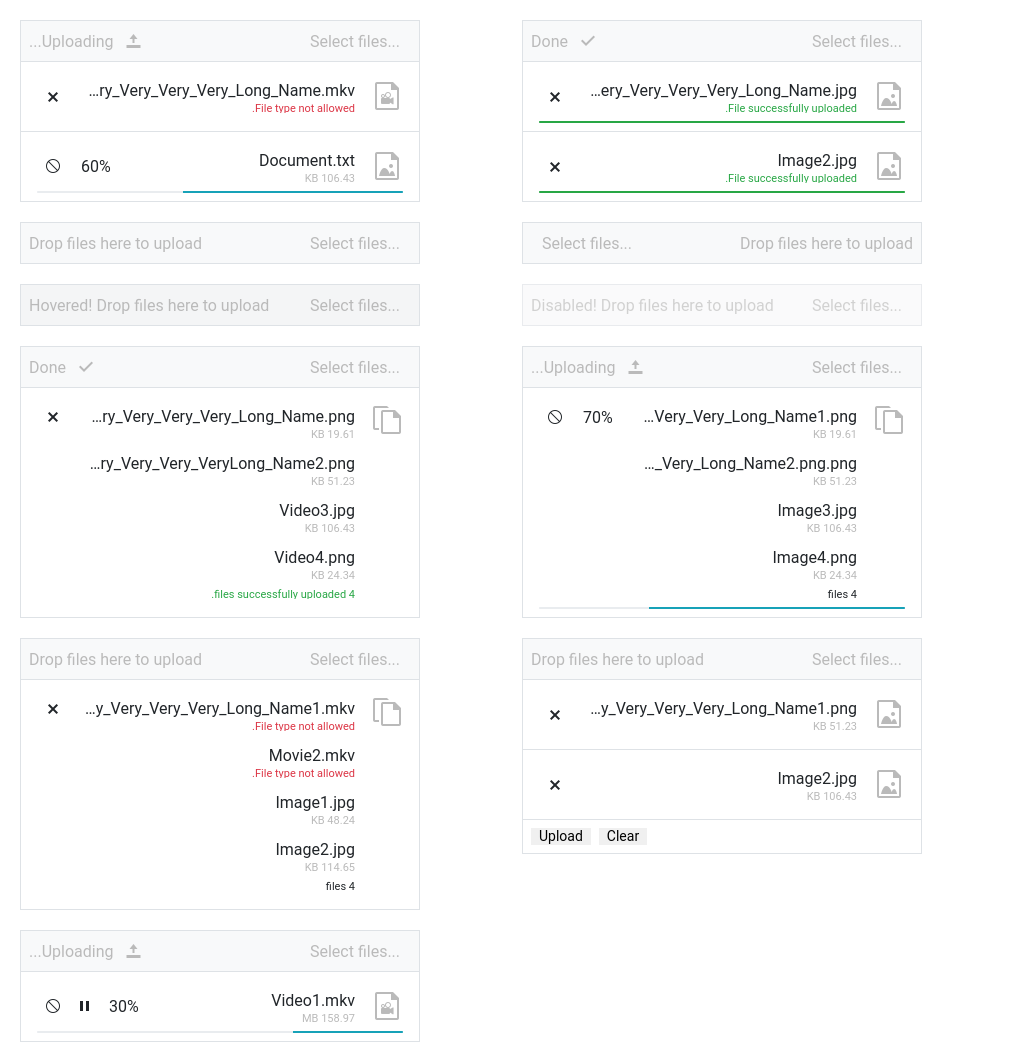 ...Uploading Select files...
...ry_Very_Very_Very_Long_Name.mkv
.File type not allowed
60% Document.txt
KB 106.43
Done Select files...
...ery_Very_Very_Very_Long_Name.jpg
.File successfully uploaded
Image2.jpg
.File successfully uploaded
Drop files here to upload Select files...
Select files... Drop files here to upload
Hovered! Drop files here to upload Select files...
Disabled! Drop files here to upload Select files...
Done Select files...
...ry_Very_Very_Very_Long_Name.png
KB 19.61
...ry_Very_Very_VeryLong_Name2.png
KB 51.23
Video3.jpg
KB 106.43
Video4.png
KB 24.34
.files successfully uploaded 4
...Uploading Select files...
70% ...Very_Very_Long_Name1.png
KB 19.61
..._Very_Long_Name2.png.png
KB 51.23
Image3.jpg
KB 106.43
Image4.png
KB 24.34
files 4
Drop files here to upload Select files...
...y_Very_Very_Very_Long_Name1.mkv
.File type not allowed
Movie2.mkv
.File type not allowed
Image1.jpg
KB 48.24
Image2.jpg
KB 114.65
files 4
Drop files here to upload Select files...
...y_Very_Very_Very_Long_Name1.png
KB 51.23
Image2.jpg
KB 106.43
Upload Clear
...Uploading Select files...
30% Video1.mkv
MB 158.97